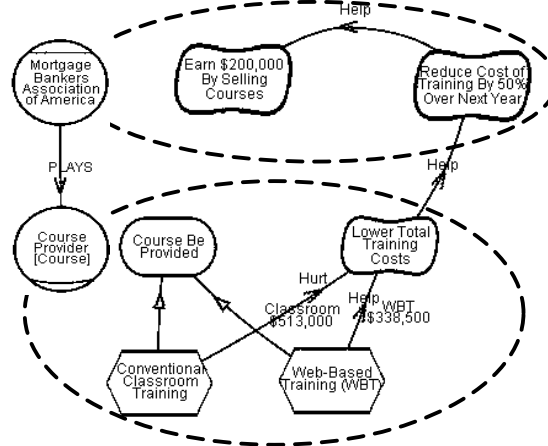 Help
Mortgage
Bankers
Association
of America
Earn $200,000
By Selling
Courses
Reduce Cost of
Training By 50%
Over Next Year
PLAYS
Help
Course
Provider
[Course]
Course Be
Provided
Lower Total
Training
Costs
Hurt
Classroom
$513,000
Help
WBT
$338,500
Conventional
Classroom
Training
Web-Based
Training (WBT)